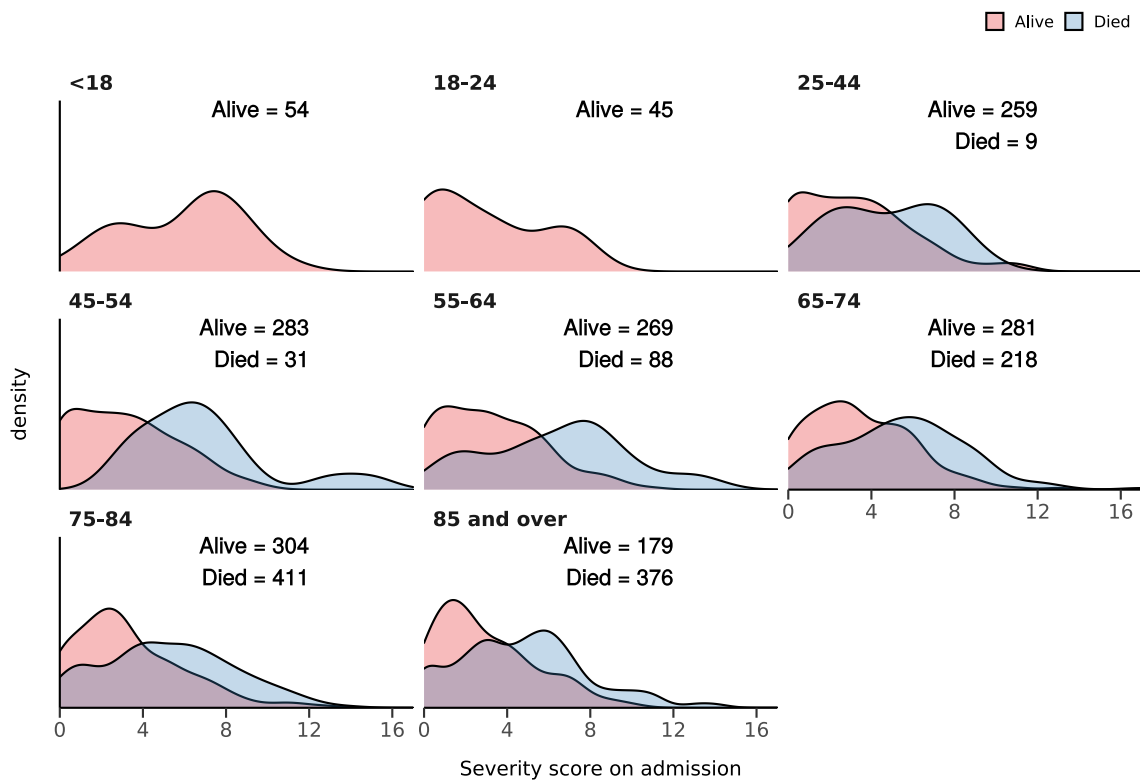 Alive Died
<18
Alive = 54
18-24
Alive = 45
25-44
Alive = 259
Died = 9
45-54
Alive = 283
Died = 31
55-64
Alive = 269
Died = 88
65-74
Alive = 281
Died = 218
0 4 8 12 16
density
75-84
Alive = 304
Died = 411
0 4 8 12 16
85 and over
Alive = 179
Died = 376
0 4 8 12 16
Severity score on admission